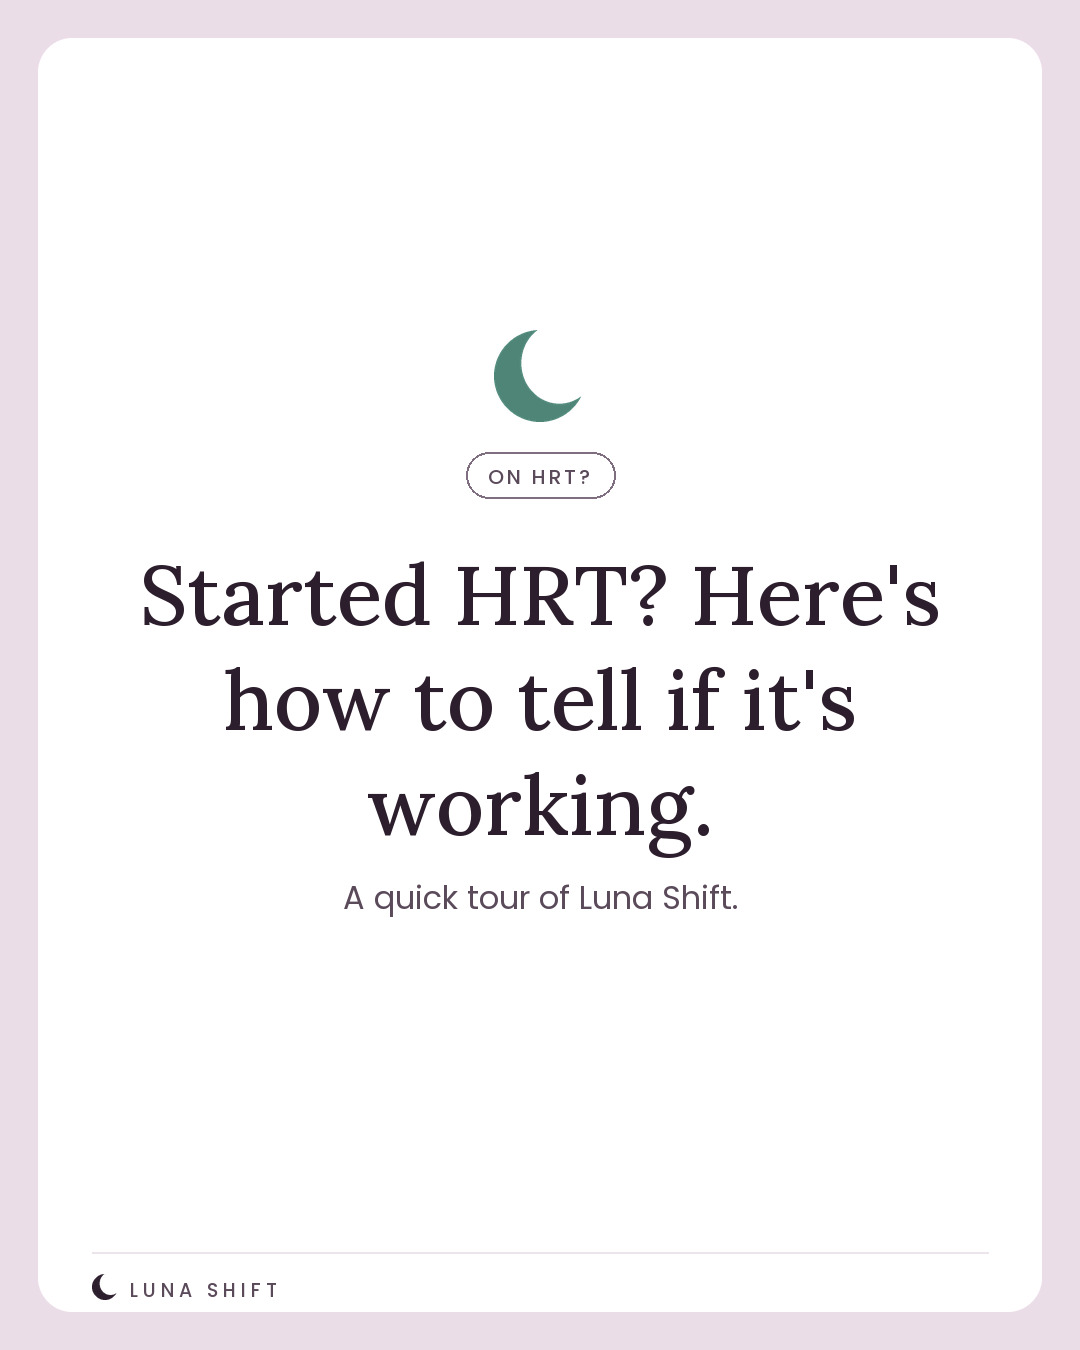 ON HRT?
Started HRT? Here's
how to tell if it's
working.
A quick tour of Luna Shift.
LUNA SHIFT